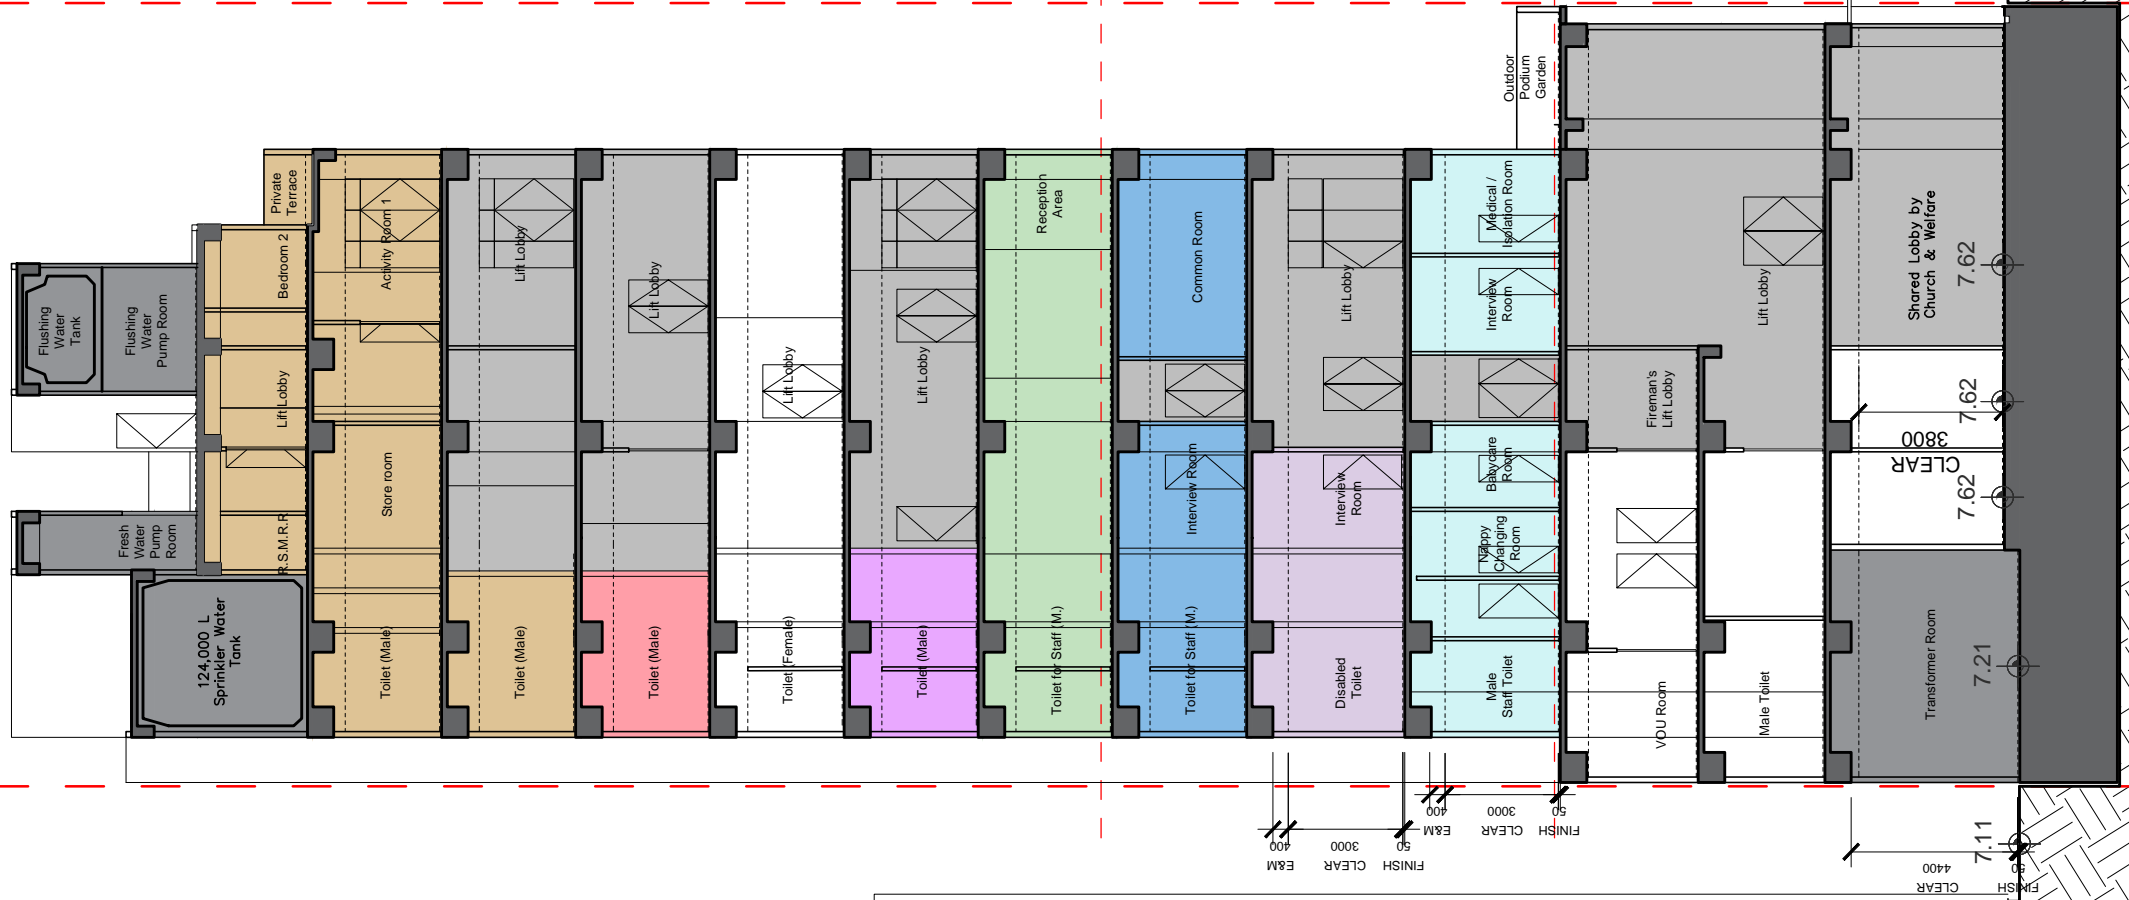 Flushing
Water
Tank
Flushing
Water
Pump Room
Fresh
Water
Pump
Room
124,000 L
Sprinkler Water
Tank
Private
Terrace
Bedroom 2
Lift Lobby
R.S.M.R.R
Activity Room 1
Store room
Toilet (Male)
Lift Lobby
Toilet (Male)
Lift Lobby
Toilet (Male)
Lift Lobby
Toilet (Female)
Lift Lobby
Toilet (Male)
Reception
Area
Toilet for Staff (M.)
Common Room
Interview Room
Toilet for Staff (M.)
Lift Lobby
Interview
Room
Disabled
Toilet
Medical /
Isolation Room
Interview
Room
Babycare
Room
Nappy
Changing
Room
Male
Staff Toilet
Outdoor
Podium
Garden
Lift Lobby
Fireman's
Lift Lobby
VOU Room
Male Toilet
Shared Lobby by
Church & Welfare
Transformer Room
7.62
7.62
7.62
7.21
7.11
3800
CLEAR
400
E&M
3000
CLEAR
50
FINISH
400
E&M
3000
CLEAR
50
FINISH
4400
CLEAR
50
FINISH